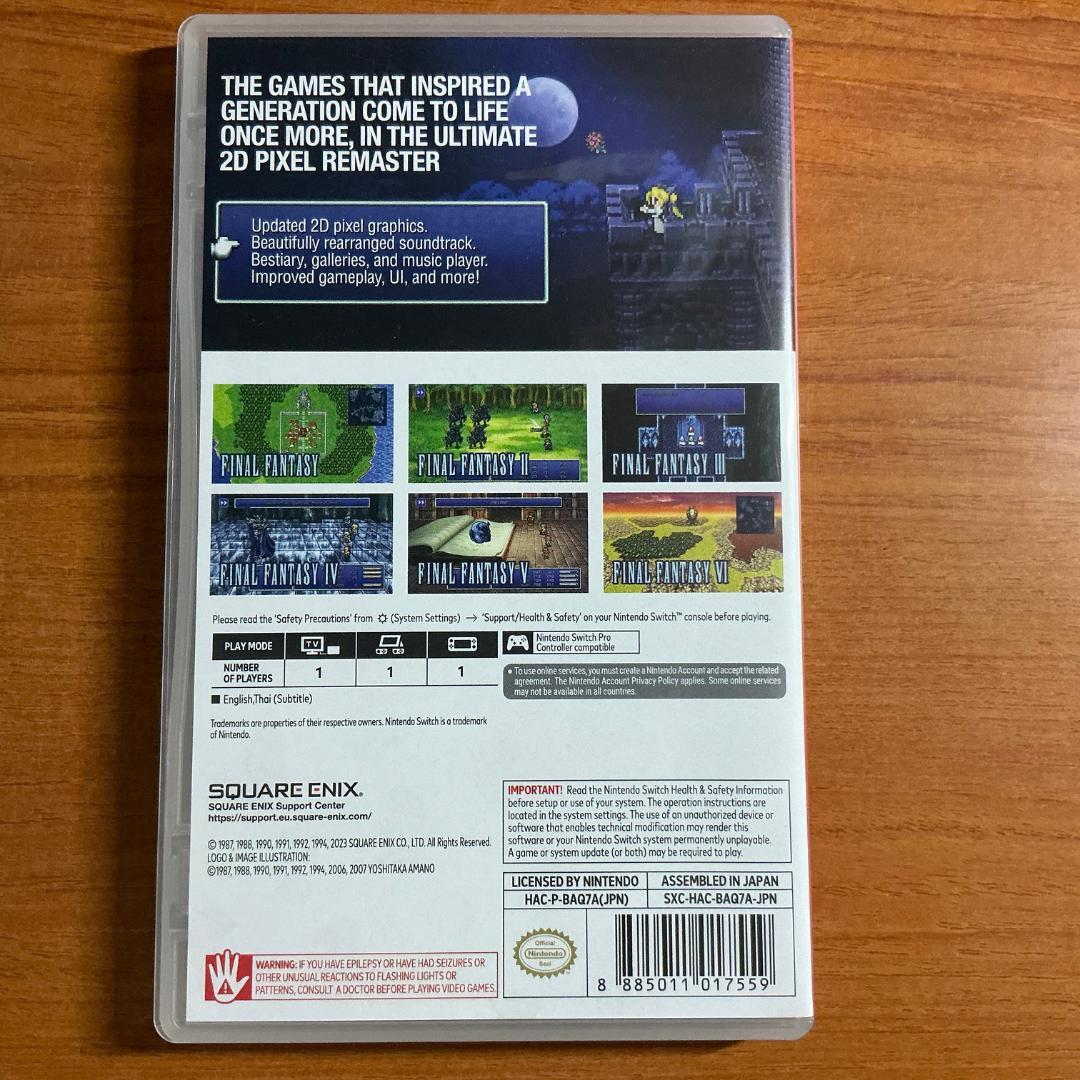 THE GAMES THAT INSPIRED A
GENERATION COME TO LIFE
ONCE MORE, IN THE ULTIMATE
2D PIXEL REMASTER
Updated 2D pixel graphics.
Beautifully rearranged soundtrack.
Bestiary, galleries, and music player.
Improved gameplay, UI, and more!
FINAL FANTASY
FINAL FANTASY II
FINAL FANTASY III
FINAL FANTASY IV
FINAL FANTASY V
FINAL FANTASY VI
Please read the 'Safety Precautions' from (System Settings) → 'Support/Health & Safety' on your Nintendo Switch™ console before playing.
PLAY MODE
TV
NUMBER
OF PLAYERS
1
1
1
Nintendo Switch Pro
Controller compatible
• To use online services, you must create a Nintendo Account and accept the related
agreement. The Nintendo Account Privacy Policy applies. Some online services
may not be available in all countries.
■ English,Thai (Subtitle)
Trademarks are properties of their respective owners. Nintendo Switch is a trademark
of Nintendo.
SQUARE ENIX®
SQUARE ENIX Support Center
https://support.eu.square-enix.com/
© 1987, 1988, 1990, 1991, 1992, 1994, 2023 SQUARE ENIX CO., LTD. All Rights Reserved.
LOGO & IMAGE ILLUSTRATION:
©1987, 1988, 1990, 1991, 1992, 1994, 2006, 2007 YOSHITAKA AMANO
IMPORTANT! Read the Nintendo Switch Health & Safety Information
before setup or use of your system. The operation instructions are
located in the system settings. The use of an unauthorized device or
software that enables technical modification may render this
software or your Nintendo Switch system permanently unplayable.
A game or system update (or both) may be required to play.
LICENSED BY NINTENDO
ASSEMBLED IN JAPAN
HAC-P-BAQ7A(JPN)
SXC-HAC-BAQ7A-JPN
WARNING: IF YOU HAVE EPILEPSY OR HAVE HAD SEIZURES OR
OTHER UNUSUAL REACTIONS TO FLASHING LIGHTS OR
PATTERNS, CONSULT A DOCTOR BEFORE PLAYING VIDEO GAMES.
Official
Nintendo
Seal
8 885011 017559